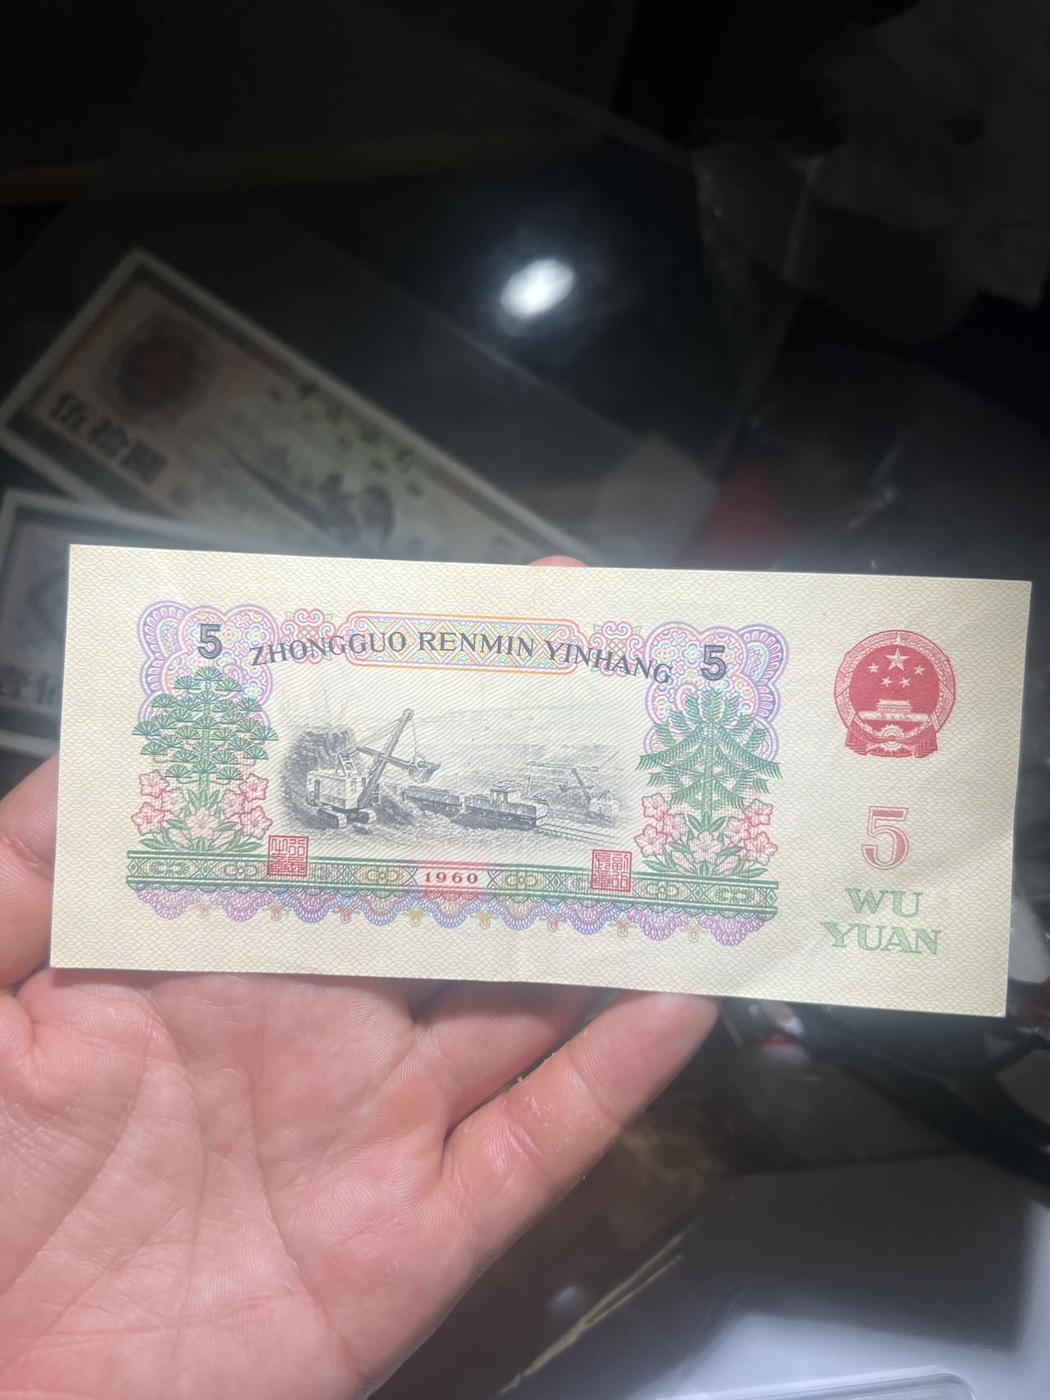 伍拾圆
5 ZHONGGUO RENMIN YINHANG 5
1960
5
WU
YUAN